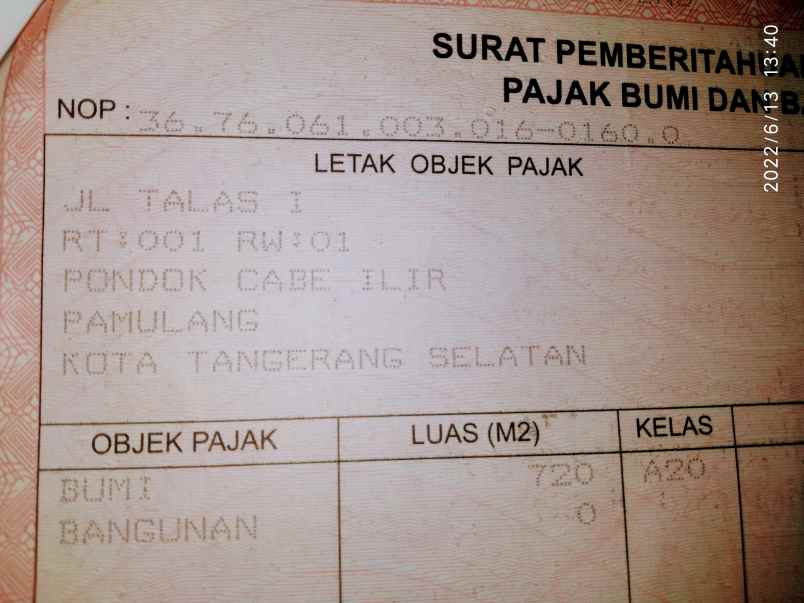 SURAT PEMBERITAHUAN
PAJAK BUMI DAN
NOP : 36.76.061.003.016-0160.0
LETAK OBJEK PAJAK
JL TALAS I
RT:001 RW:01
PONDOK CABE ILIR
PAMULANG
KOTA TANGERANG SELATAN
OBJEK PAJAK LUAS (M2) KELAS
BUMI 720 A20
BANGUNAN 0
2022/6/13 13:40